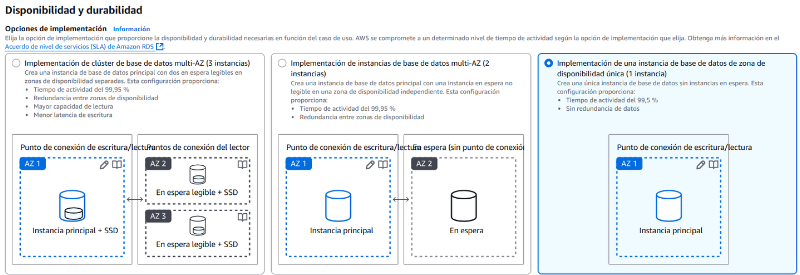 Disponibilidad y durabilidad
Opciones de implementación Información
Elija la opción de implementación que proporcione la disponibilidad y durabilidad necesarias en función del caso de uso. AWS se compromete a un determinado nivel de tiempo de actividad según la opción de implementación que elija. Obtenga más información en el
Acuerdo de nivel de servicios (SLA) de Amazon RDS.
Implementación de clúster de base de datos multi-AZ (3 instancias)
Crea una instancia de base de datos principal con dos en espera legibles en
zonas de disponibilidad separadas. Esta configuración proporciona:
• Tiempo de actividad del 99,95 %
• Redundancia entre zonas de disponibilidad
• Mayor capacidad de lectura
• Menor latencia de escritura
Punto de conexión de escritura/lectura
Puntos de conexión del lector
AZ 1
Instancia principal + SSD
AZ 2
En espera legible + SSD
AZ 3
En espera legible + SSD
Implementación de instancias de base de datos multi-AZ (2
instancias)
Crea una instancia de base de datos principal con una instancia en espera no
legible en una zona de disponibilidad independiente. Esta configuración
proporciona:
• Tiempo de actividad del 99,95 %
• Redundancia entre zonas de disponibilidad
Punto de conexión de escritura/lectura
En espera (sin punto de conexión
AZ 1
Instancia principal
AZ 2
En espera
Implementación de una instancia de base de datos de zona de
disponibilidad única (1 instancia)
Crea una única instancia de base de datos sin instancias en espera. Esta
configuración proporciona:
• Tiempo de actividad del 99,5 %
• Sin redundancia de datos
Punto de conexión de escritura/lectura
AZ 1
Instancia principal